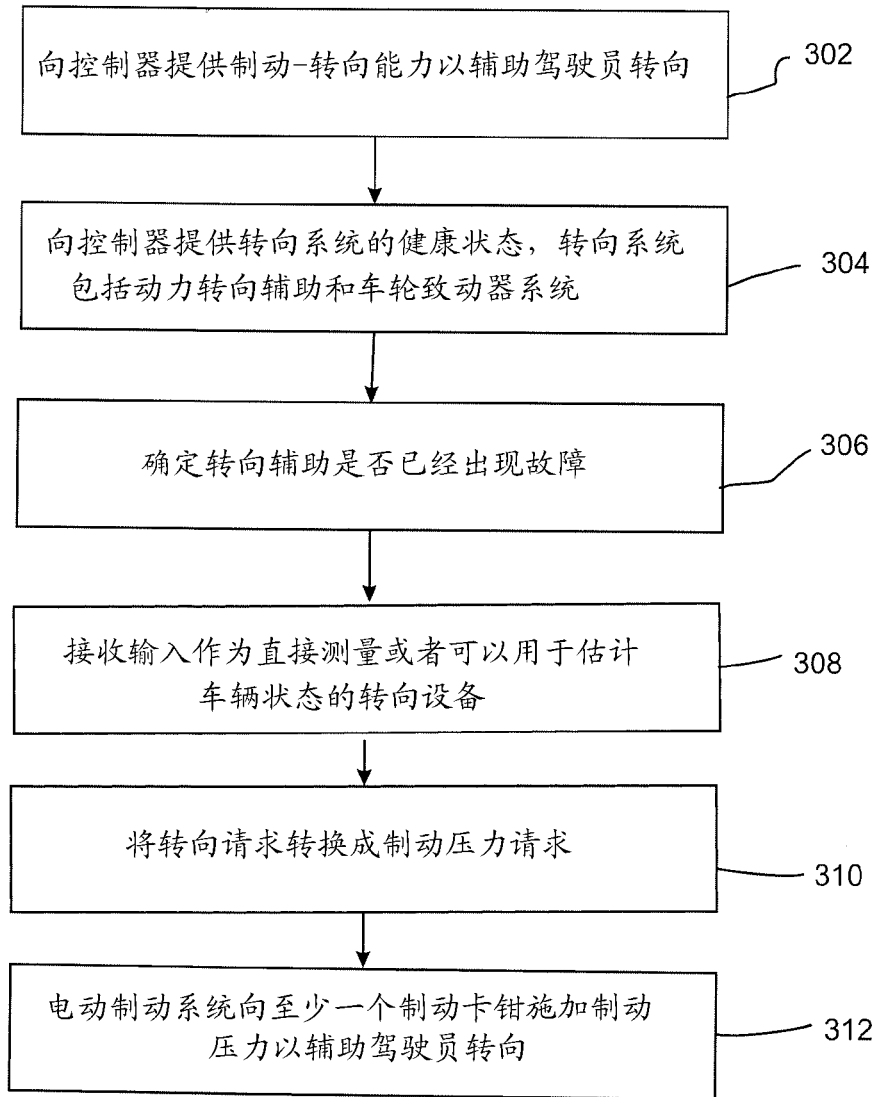 向控制器提供制动-转向能力以辅助驾驶员转向
302
向控制器提供转向系统的健康状态，转向系统
包括动力转向辅助和车轮致动器系统
304
确定转向辅助是否已经出现故障
306
接收输入作为直接测量或者可以用于估计
车辆状态的转向设备
308
将转向请求转换成制动压力请求
310
电动制动系统向至少一个制动卡钳施加制动
压力以辅助驾驶员转向
312